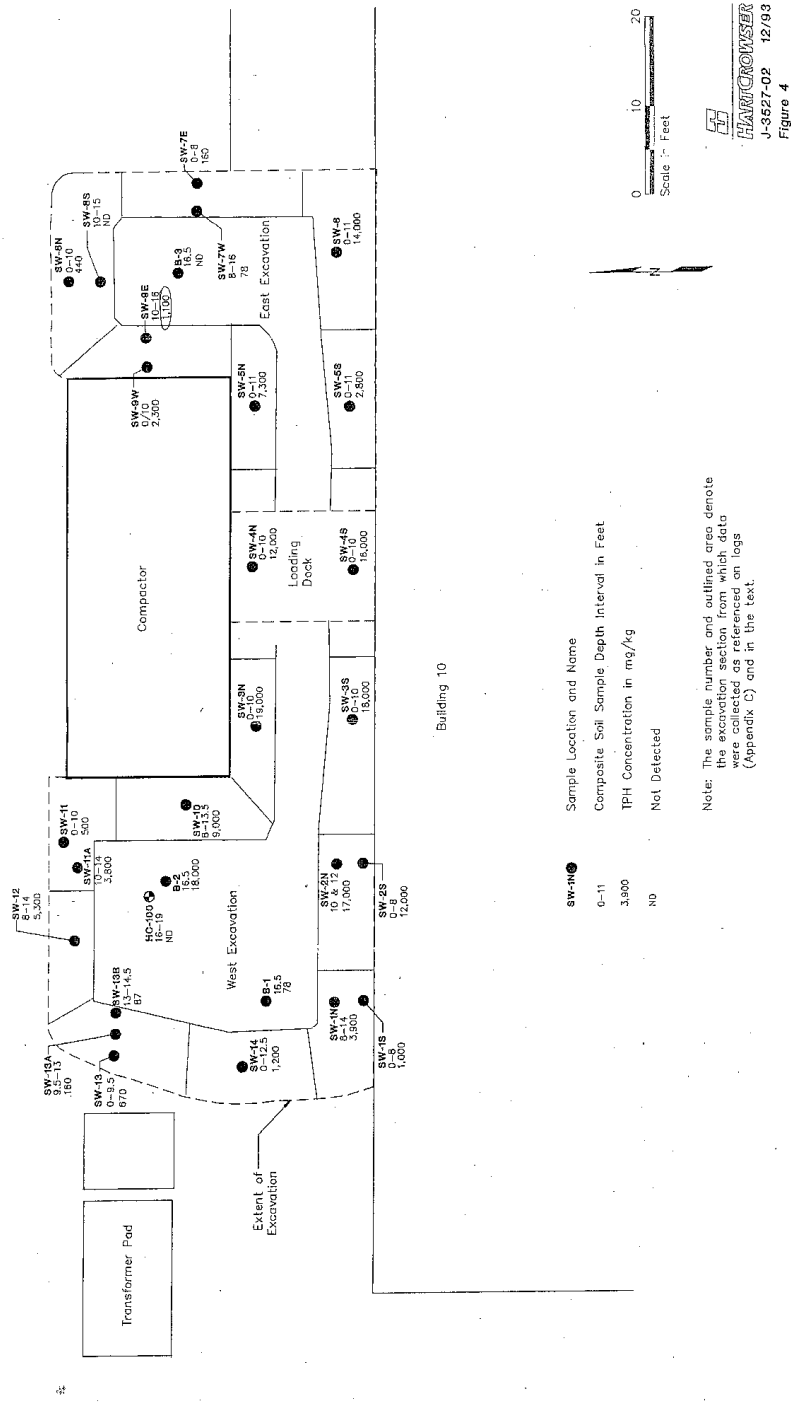 SW-12
8-14
5,300
SW-11
0-10
500
SW-11A
10-14
3,800
SW-13A
9.5-13
160
SW-13
0-9.5
670
SW-13B
13-14.5
87
HC-100
16-19
ND
B-2
16.5
18,000
SW-10
8-13.5
9,000
Transformer Pad
Extent of
Excavation
West Excavation
B-1
16.5
78
SW-14
0-12.5
1,200
SW-1N
8-14
3,900
SW-1S
0-8
1,000
SW-2N
10 & 12
17,000
SW-2S
0-8
12,000
Compactor
SW-3N
0-10
19,000
SW-3S
0-10
18,000
SW-4N
0-10
12,000
Loading
Dock
SW-4S
0-10
16,000
SW-9W
0/10
2,300
SW-9E
10-16
1,100
SW-8N
0-10
440
SW-8S
10-15
ND
B-3
16.5
ND
SW-7E
0-8
160
SW-7W
8-16
78
East Excavation
SW-5N
0-11
7,300
SW-5S
0-11
2,800
SW-6
0-11
14,000
Building 10
SW-1N Sample Location and Name
0-11 Composite Soil Sample Depth Interval in Feet
3,900 TPH Concentration in mg/kg
ND Not Detected
Note: The sample number and outlined area denote
the excavation section from which data
were collected as referenced on logs
(Appendix C) and in the text.
N
0 10 20
Scale in Feet
HARTCROWSER
J-3527-02 12/93
Figure 4